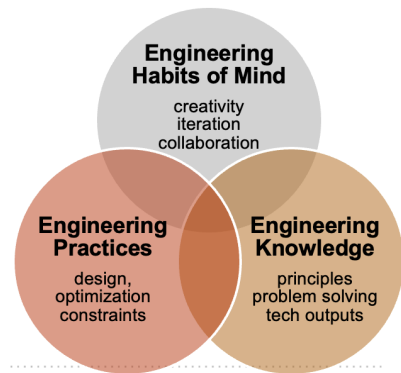 Engineering
Habits of Mind
creativity
iteration
collaboration
Engineering
Practices
design,
optimization
constraints
Engineering
Knowledge
principles
problem solving
tech outputs